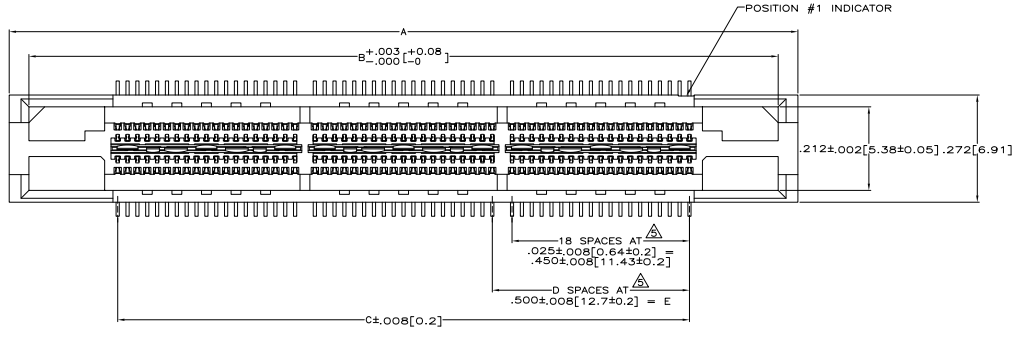 POSITION #1 INDICATOR
A
B+.003 -.000 [+0.08 -0]
.212±.002[5.38±0.05]
.272[6.91]
18 SPACES AT 5
.025±.008[0.64±0.2] =
.450±.008[11.43±0.2]
D SPACES AT 5
.500±.008[12.7±0.2] = E
C±.008[0.2]